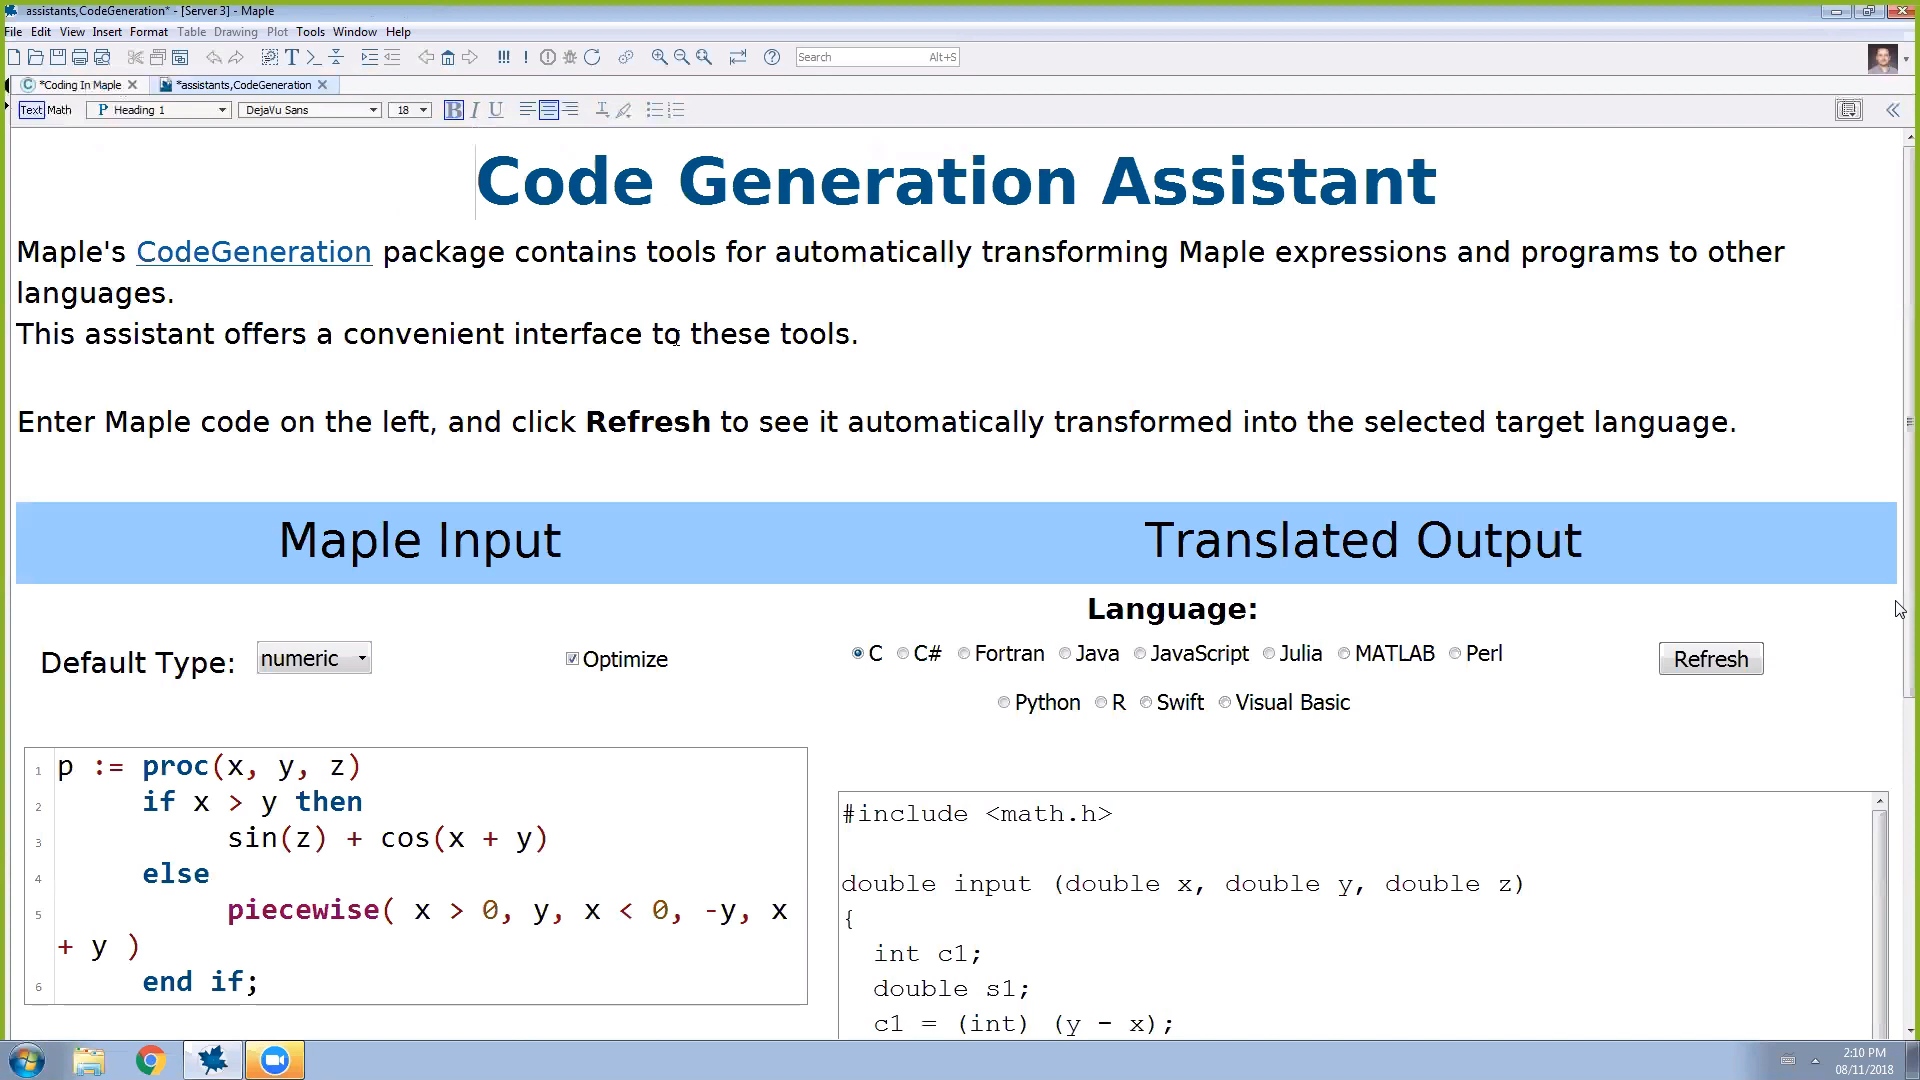 assistants,CodeGeneration* - [Server 3] - Maple
File Edit View Insert Format Table Drawing Plot Tools Window Help
Search Alt+S
*Coding In Maple *assistants,CodeGeneration
Text Math P Heading 1 DejaVu Sans 18 B I U
Code Generation Assistant
Maple's CodeGeneration package contains tools for automatically transforming Maple expressions and programs to other
languages.
This assistant offers a convenient interface to these tools.
Enter Maple code on the left, and click Refresh to see it automatically transformed into the selected target language.
Maple Input Translated Output
Language:
Default Type: numeric Optimize C C# Fortran Java JavaScript Julia MATLAB Perl Refresh
Python R Swift Visual Basic
1 p := proc(x, y, z)
2 if x > y then
3 sin(z) + cos(x + y)
4 else
5 piecewise( x > 0, y, x < 0, -y, x
+ y )
6 end if;
#include <math.h>
double input (double x, double y, double z)
{
int c1;
double s1;
c1 = (int) (y - x);
2:10 PM
08/11/2018